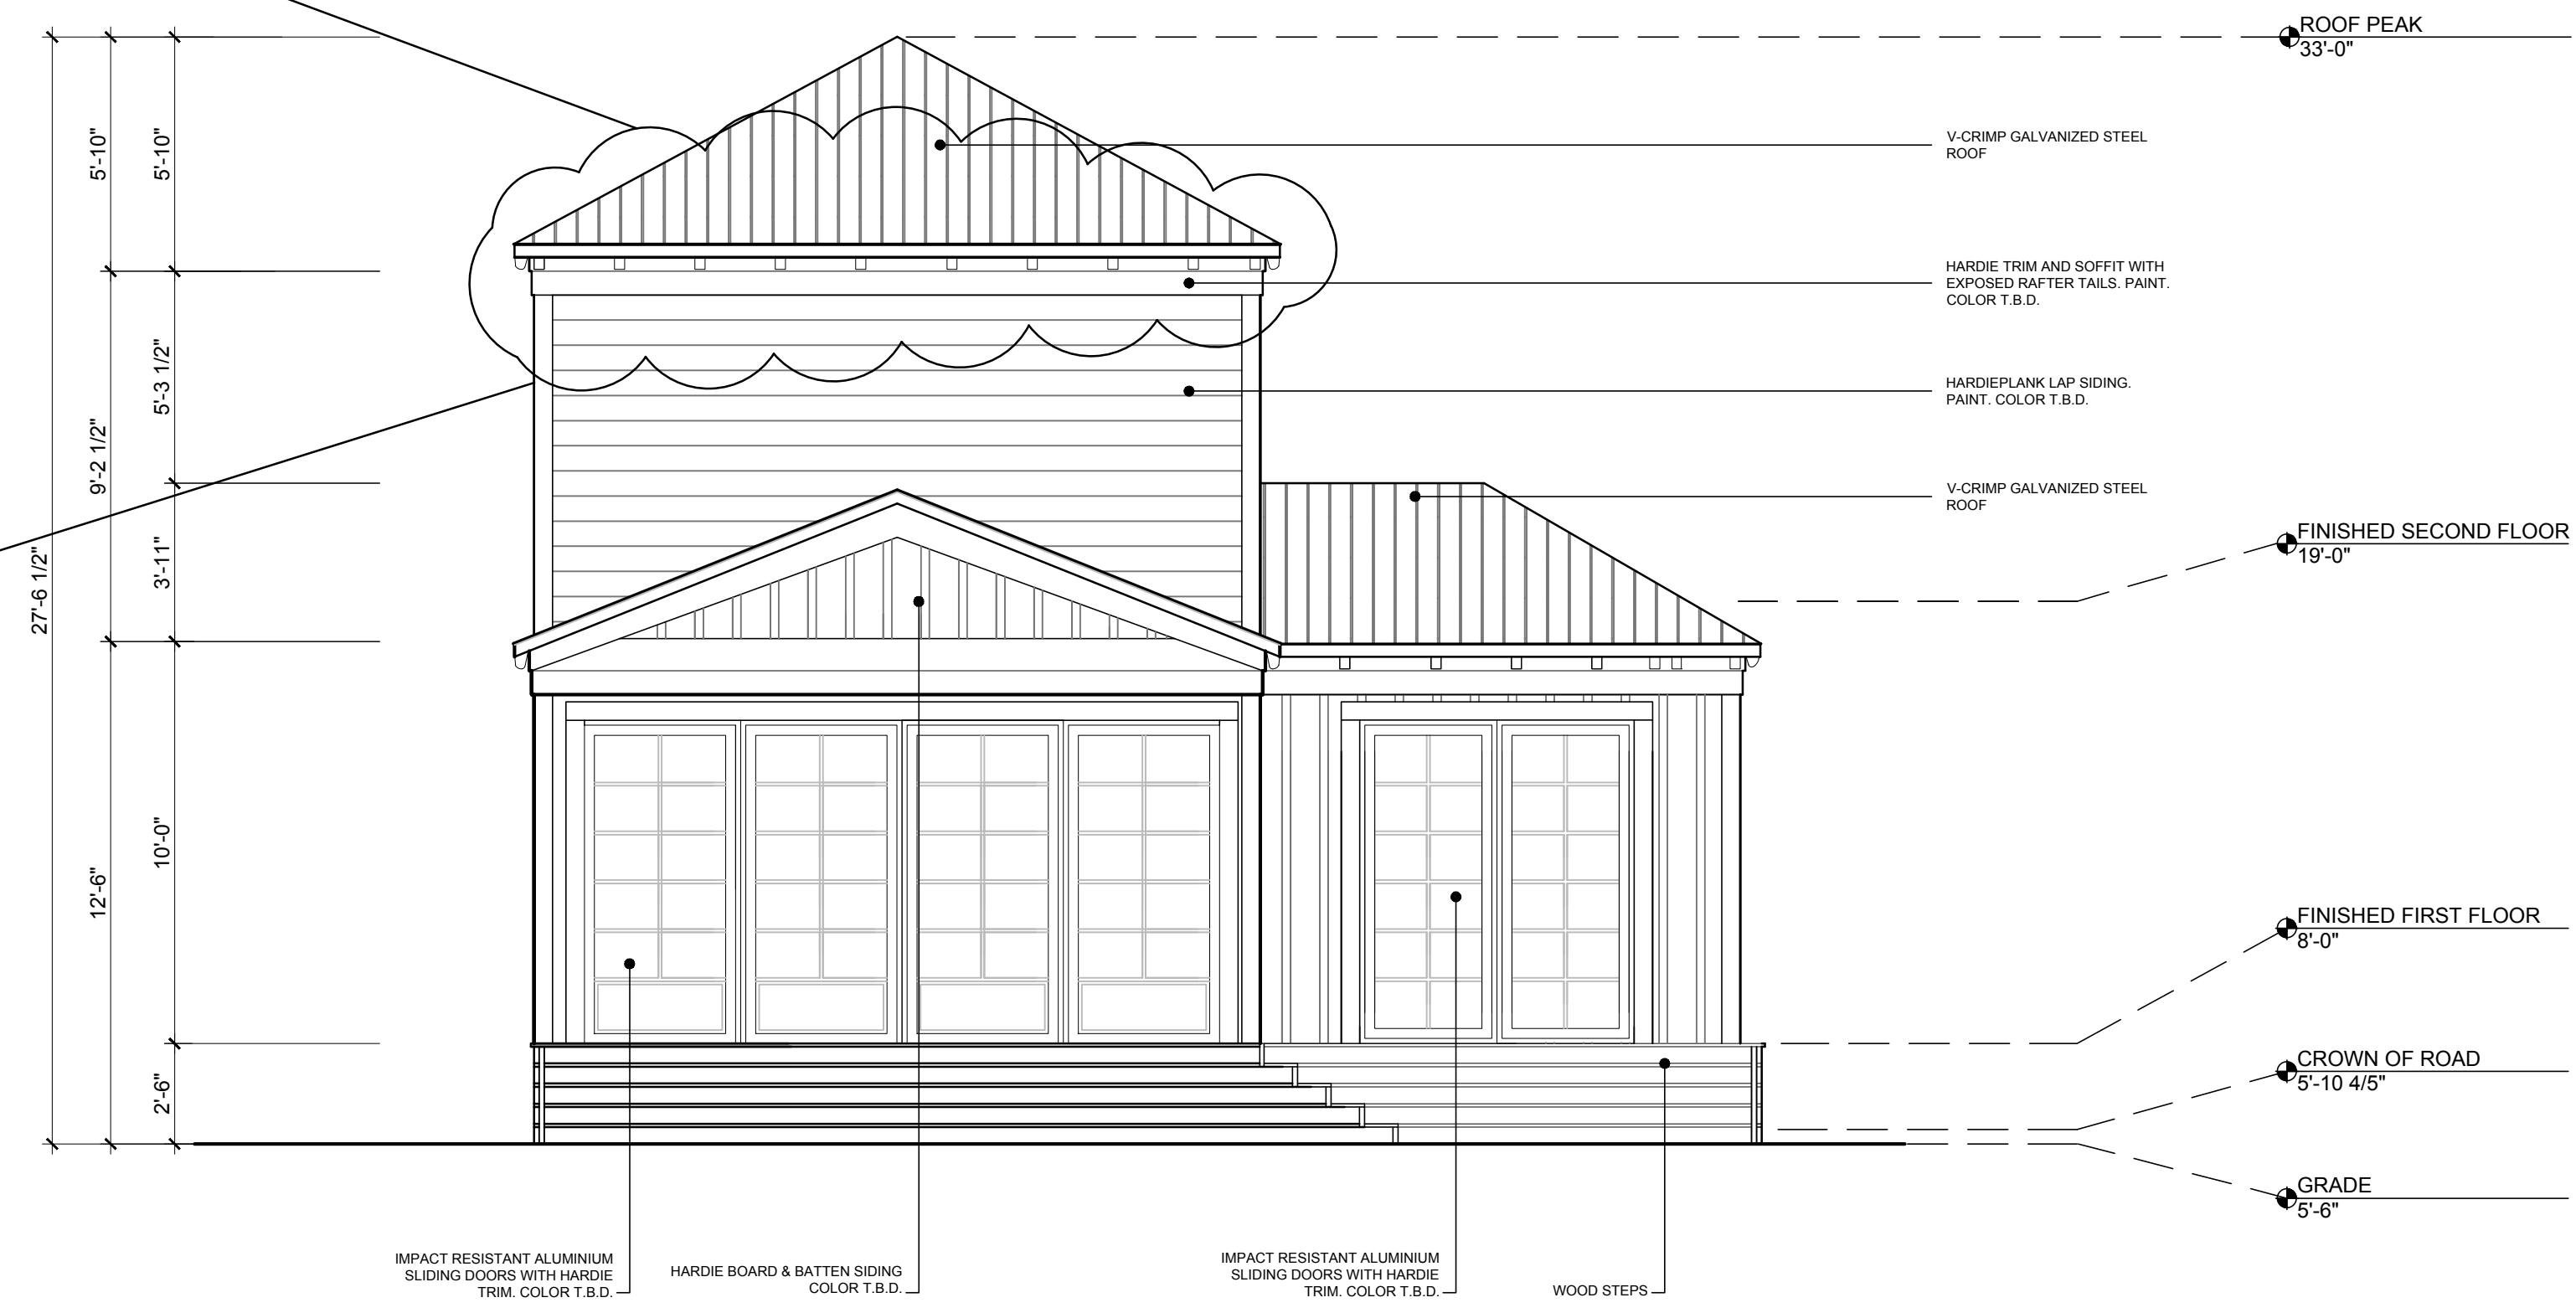 ROOF PEAK
33'-0"
V-CRIMP GALVANIZED STEEL
ROOF
HARDIE TRIM AND SOFFIT WITH
EXPOSED RAFTER TAILS. PAINT.
COLOR T.B.D.
HARDIEPLANK LAP SIDING.
PAINT. COLOR T.B.D.
V-CRIMP GALVANIZED STEEL
ROOF
FINISHED SECOND FLOOR
19'-0"
FINISHED FIRST FLOOR
8'-0"
CROWN OF ROAD
5'-10 4/5"
GRADE
5'-6"
27'-6 1/2"
5'-10"
9'-2 1/2"
12'-6"
5'-10"
5'-3 1/2"
3'-11"
10'-0"
2'-6"
IMPACT RESISTANT ALUMINIUM
SLIDING DOORS WITH HARDIE
TRIM. COLOR T.B.D.
HARDIE BOARD & BATTEN SIDING
COLOR T.B.D.
IMPACT RESISTANT ALUMINIUM
SLIDING DOORS WITH HARDIE
TRIM. COLOR T.B.D.
WOOD STEPS